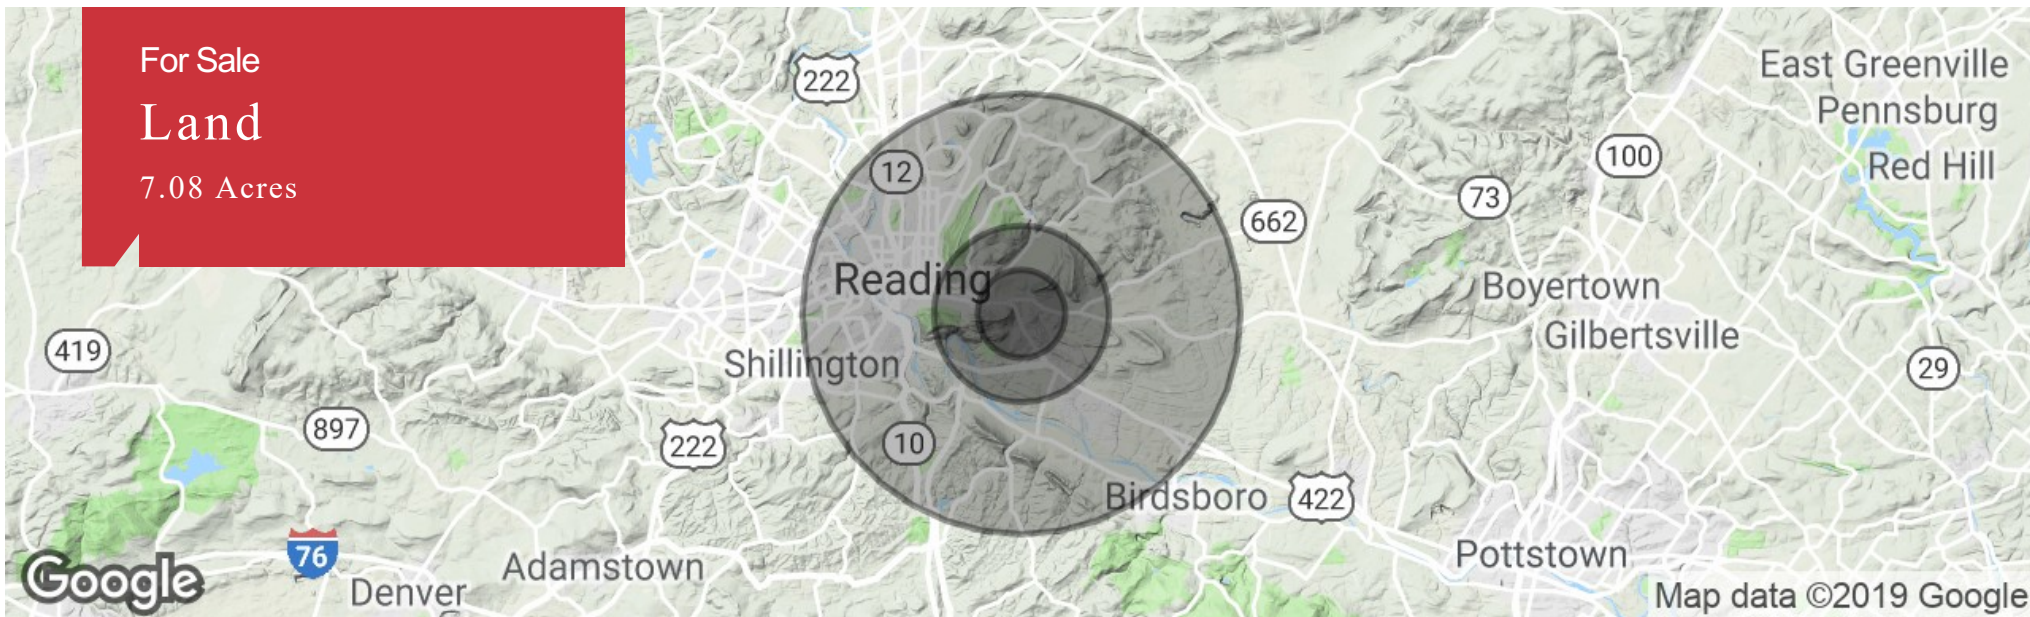 For Sale
Land
7.08 Acres
222
East Greenville
Pennsburg
Red Hill
12
100
73
662
Reading
Boyertown
Gilbertsville
419
Shillington
29
897
222
10
Birdsboro
422
76
Adamstown
Pottstown
Google
Denver
Map data ©2019 Google